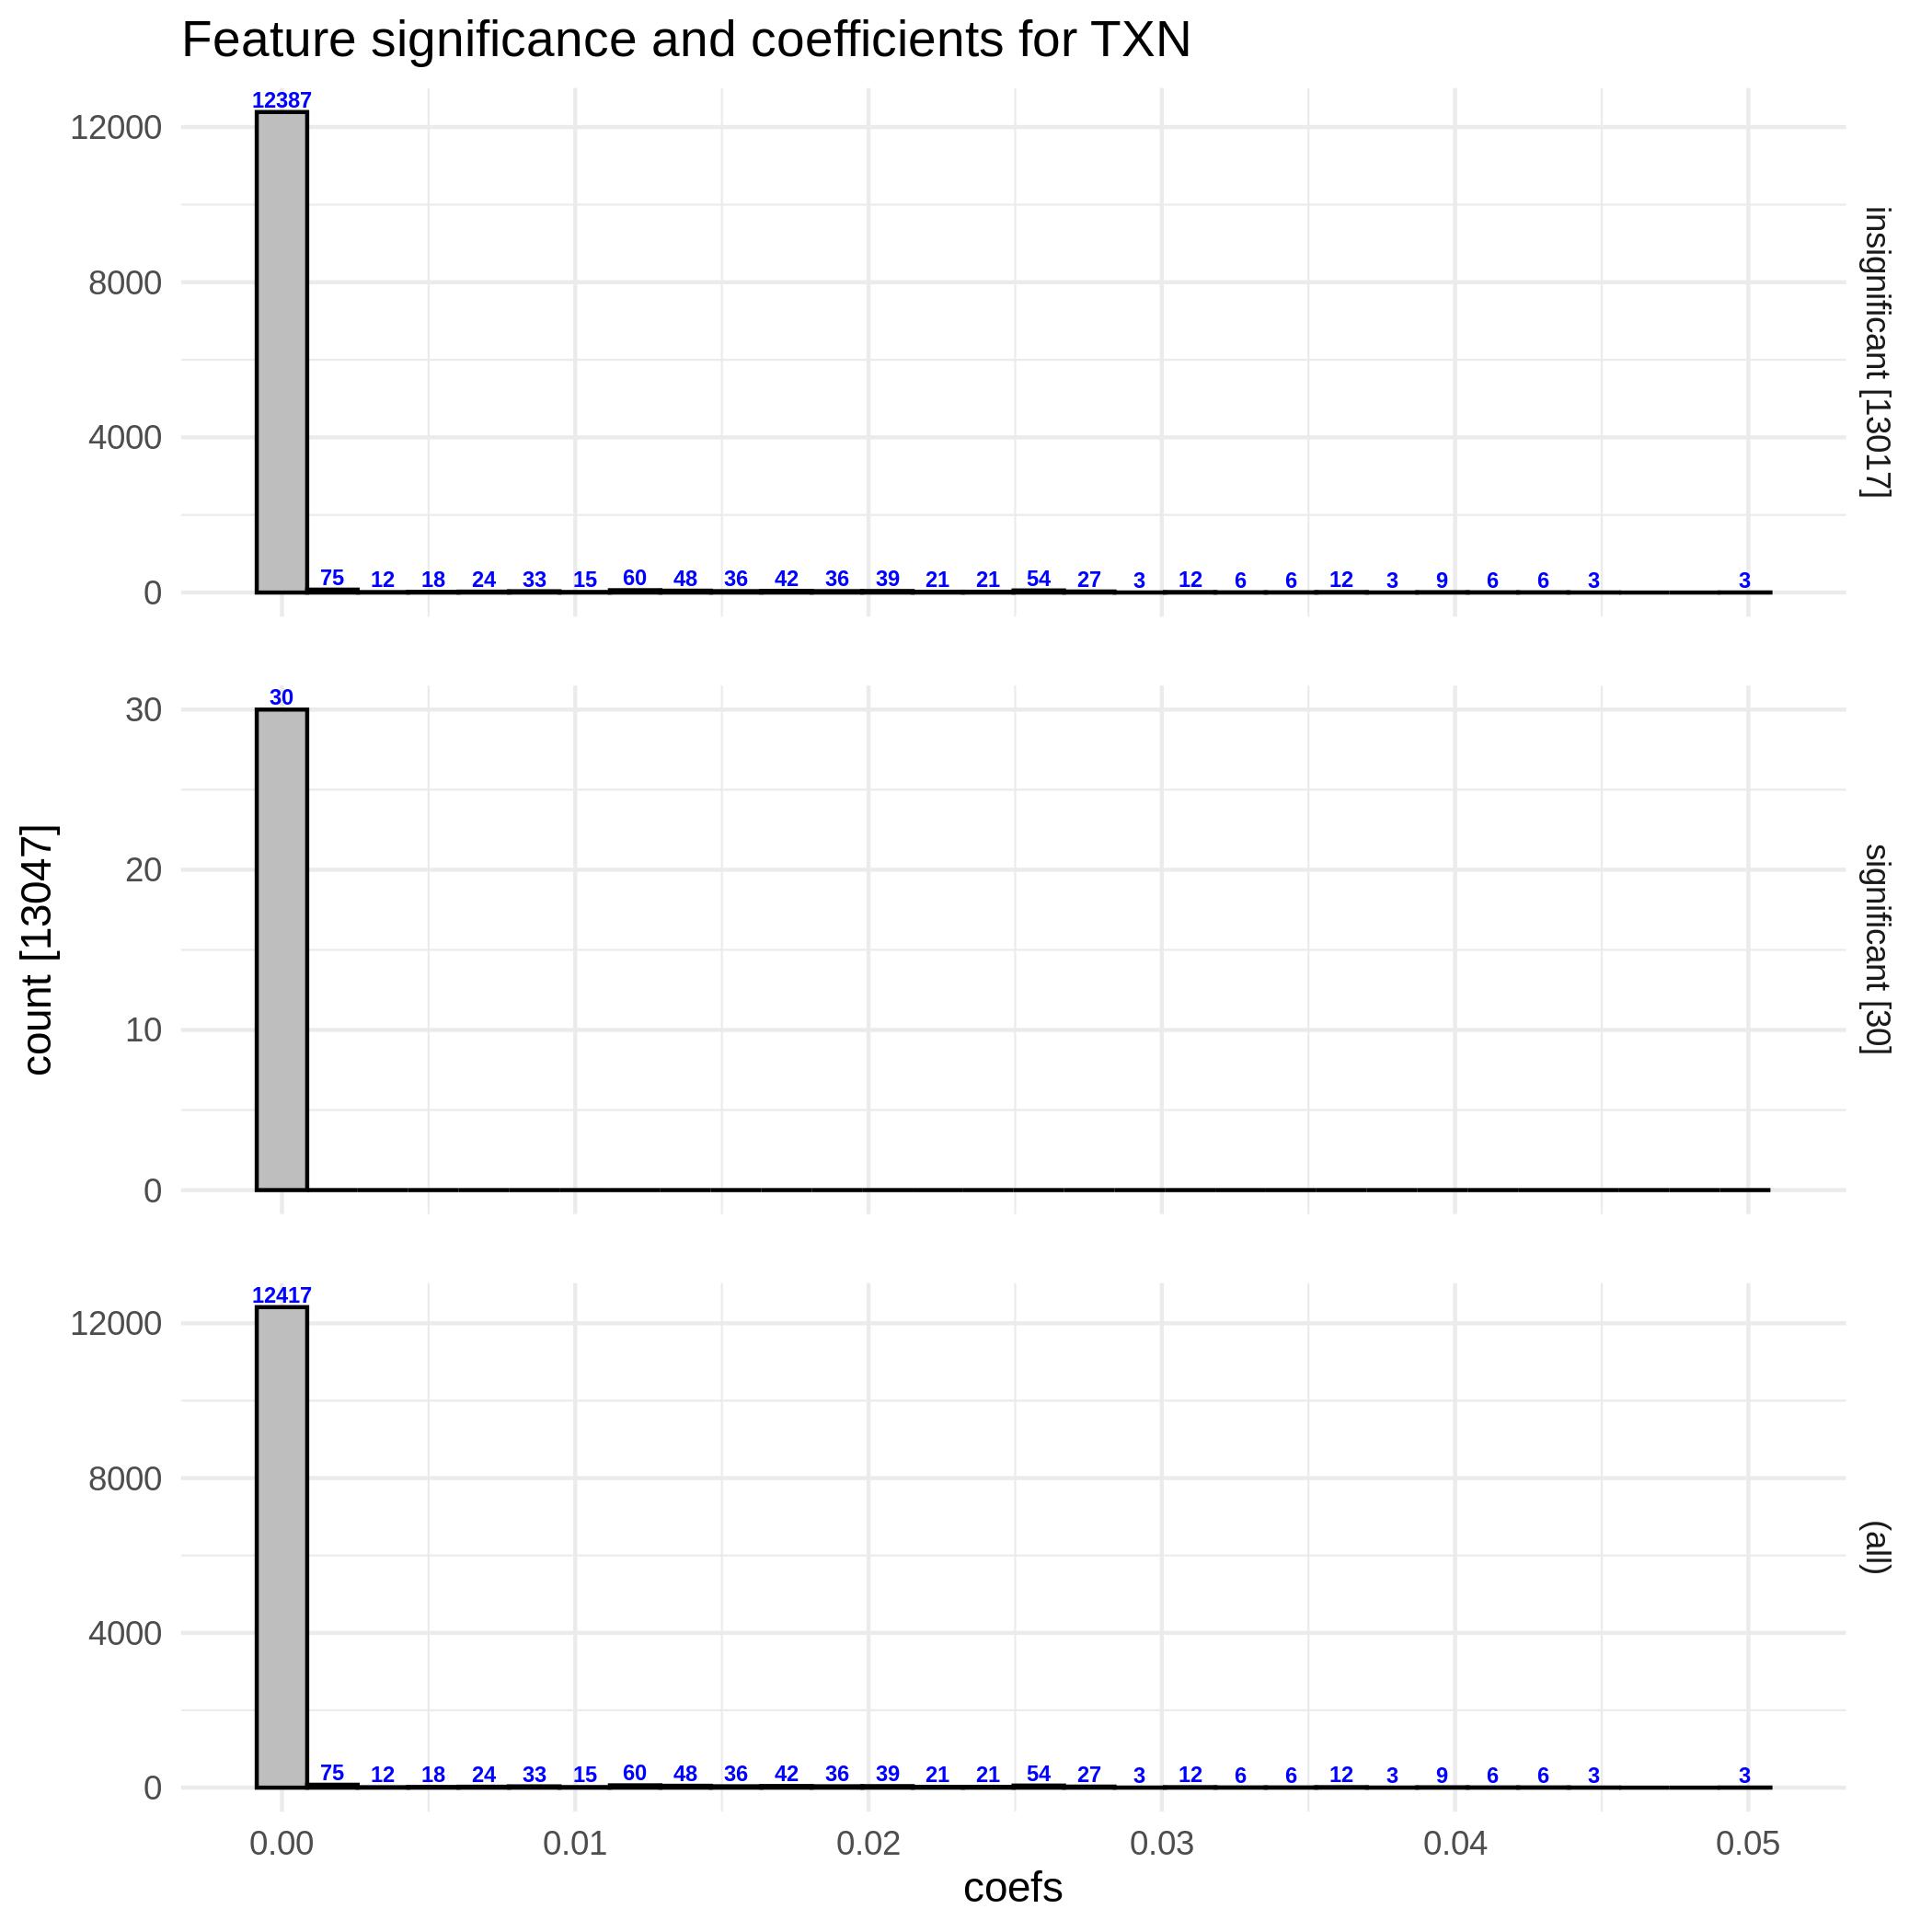 Feature significance and coefficients for TXN
12387
12000
8000
4000
0
75 12 18 24 33 15 60 48 36 42 36 39 21 21 54 27 3 12 6 6 12 3 9 6 6 3 3
insignificant [13017]
30
30
20
10
0
significant [30]
count [13047]
12417
12000
8000
4000
0
75 12 18 24 33 15 60 48 36 42 36 39 21 21 54 27 3 12 6 6 12 3 9 6 6 3 3
(all)
0.00 0.01 0.02 0.03 0.04 0.05
coefs